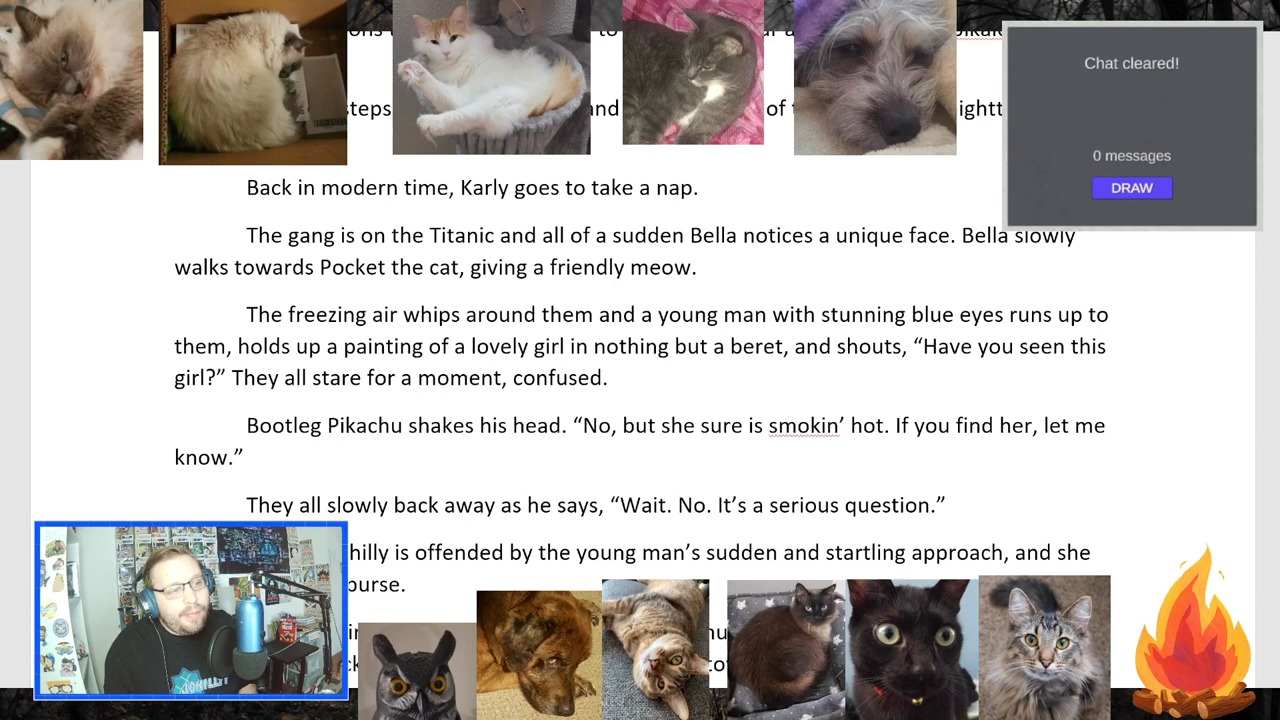 ons
to
steps
and
of
Chat cleared!
0 messages
DRAW
Back in modern time, Karly goes to take a nap.
The gang is on the Titanic and all of a sudden Bella notices a unique face. Bella slowly
walks towards Pocket the cat, giving a friendly meow.
The freezing air whips around them and a young man with stunning blue eyes runs up to
them, holds up a painting of a lovely girl in nothing but a beret, and shouts, “Have you seen this
girl?” They all stare for a moment, confused.
Bootleg Pikachu shakes his head. “No, but she sure is smokin’ hot. If you find her, let me
know.”
They all slowly back away as he says, “Wait. No. It’s a serious question.”
hilly is offended by the young man’s sudden and startling approach, and she
purse.